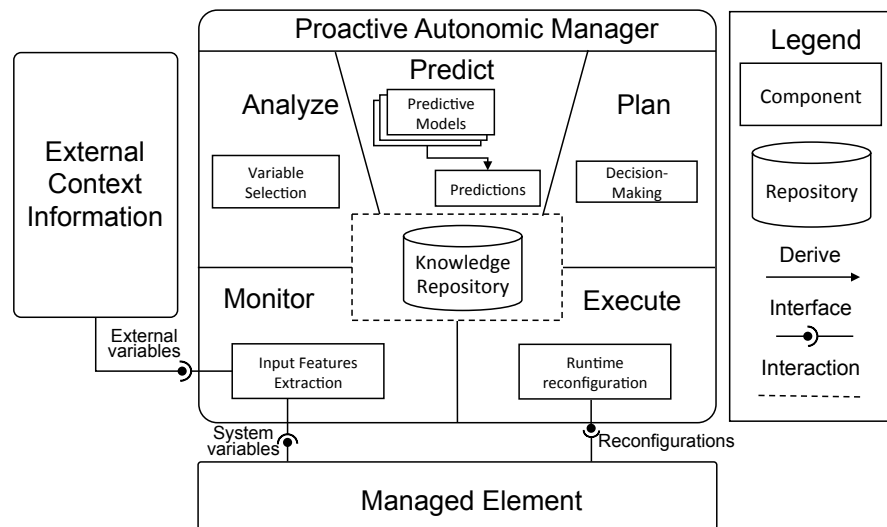 Proactive Autonomic Manager
External
Context
Information
Analyze
Predict
Plan
Predictive
Models
Variable
Selection
Predictions
Decision-
Making
Knowledge
Repository
Monitor
Execute
External
variables
Input Features
Extraction
Runtime
reconfiguration
System
variables
Reconfigurations
Managed Element
Legend
Component
Repository
Derive
Interface
Interaction